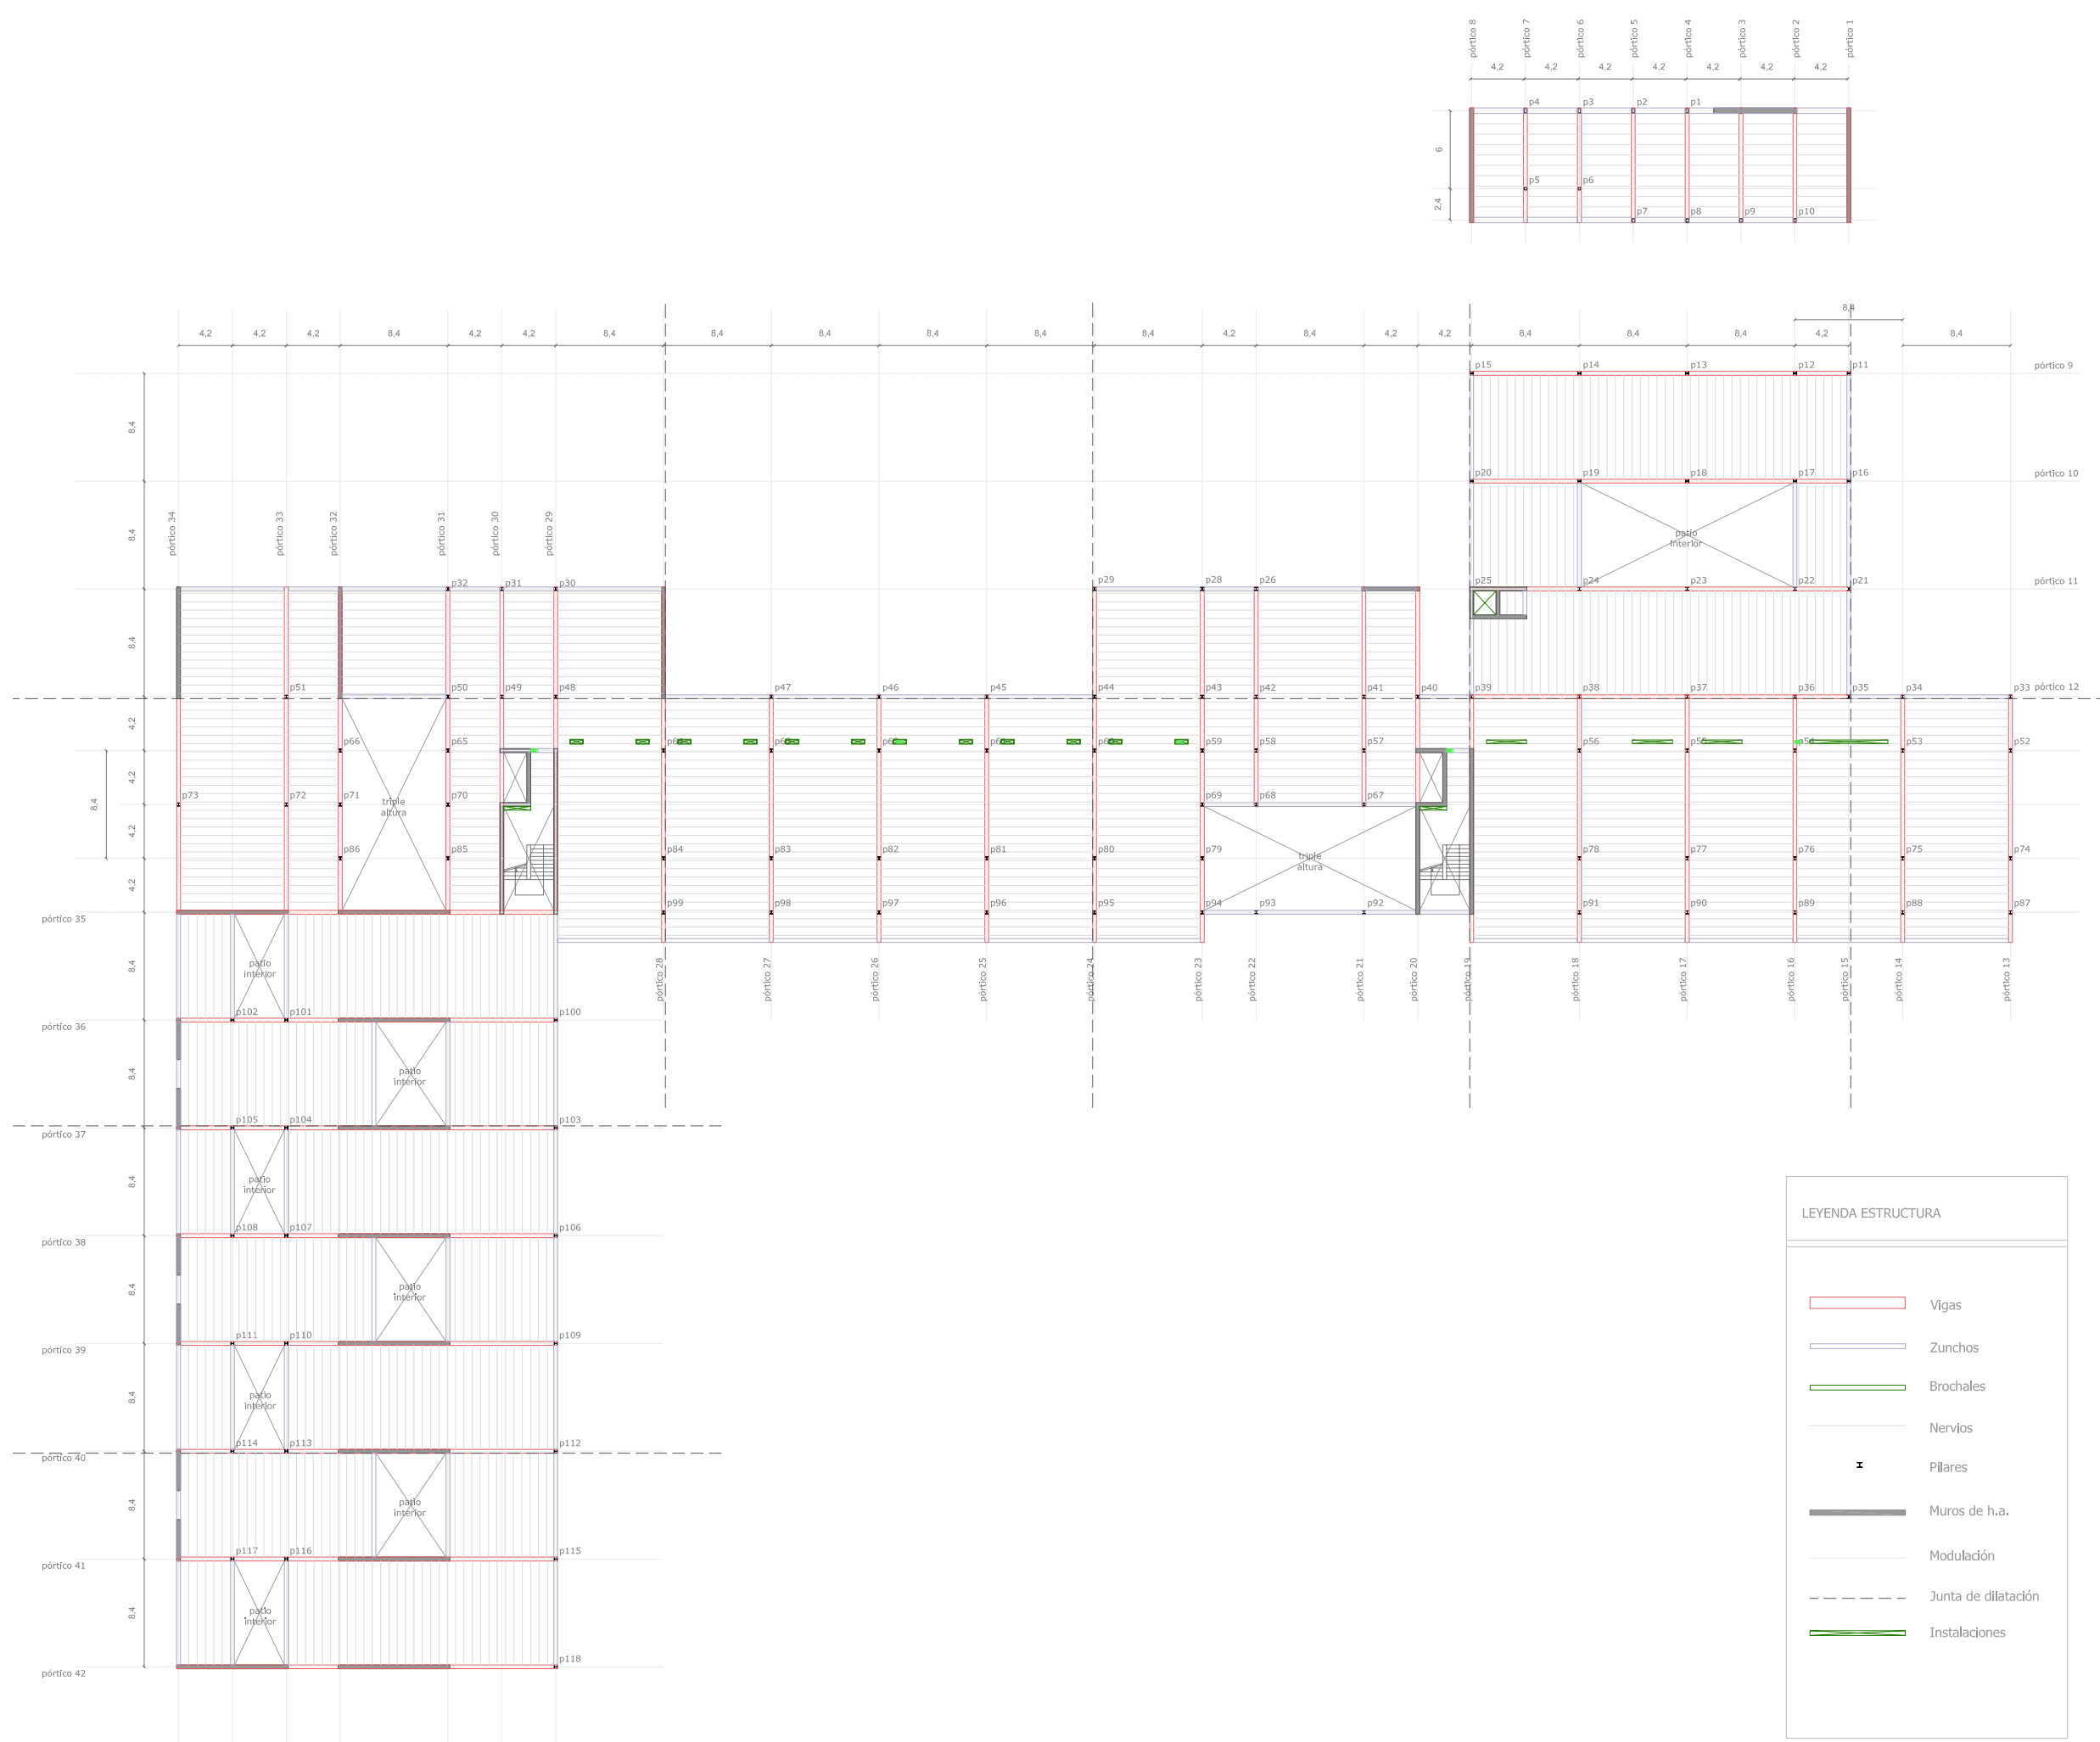 pórtico 8
pórtico 7
pórtico 6
pórtico 5
pórtico 4
pórtico 3
pórtico 2
pórtico 1
4,2
4,2
4,2
4,2
4,2
4,2
4,2
p4
p3
p2
p1
6
p5
p6
2,4
p7
p8
p9
p10
8,4
4,2
4,2
4,2
8,4
4,2
4,2
8,4
8,4
8,4
8,4
8,4
8,4
4,2
8,4
4,2
4,2
8,4
8,4
8,4
4,2
8,4
p15
p14
p13
p12
p11
pórtico 9
8,4
p20
p19
p18
p17
p16
pórtico 10
pórtico 34
pórtico 33
pórtico 32
pórtico 31
pórtico 30
pórtico 29
8,4
patio
interior
p32
p31
p30
p29
p28
p26
p25
p24
p23
p22
p21
pórtico 11
8,4
p51
p50
p49
p48
p47
p46
p45
p44
p43
p42
p41
p40
p39
p38
p37
p36
p35
p34
p33
pórtico 12
4,2
p66
p65
p59
p58
p57
p56
p55
p54
p53
p52
4,2
8,4
p73
p72
p71
triple
altura
p70
p69
p68
p67
4,2
p86
p85
p84
p83
p82
p81
p80
p79
triple
altura
p78
p77
p76
p75
p74
4,2
p99
p98
p97
p96
p95
p94
p93
p92
p91
p90
p89
p88
p87
pórtico 35
8,4
patio
interior
pórtico 28
pórtico 27
pórtico 26
pórtico 25
pórtico 24
pórtico 23
pórtico 22
pórtico 21
pórtico 20
pórtico 19
pórtico 18
pórtico 17
pórtico 16
pórtico 15
pórtico 14
pórtico 13
p102
p101
p100
pórtico 36
8,4
patio
interior
p105
p104
p103
pórtico 37
8,4
patio
interior
p108
p107
p106
pórtico 38
8,4
patio
interior
p111
p110
p109
pórtico 39
8,4
patio
interior
p114
p113
p112
pórtico 40
8,4
patio
interior
p117
p116
p115
pórtico 41
8,4
patio
interior
p118
pórtico 42
LEYENDA ESTRUCTURA
Vigas
Zunchos
Brochales
Nervios
Pilares
Muros de h.a.
Modulación
Junta de dilatación
Instalaciones